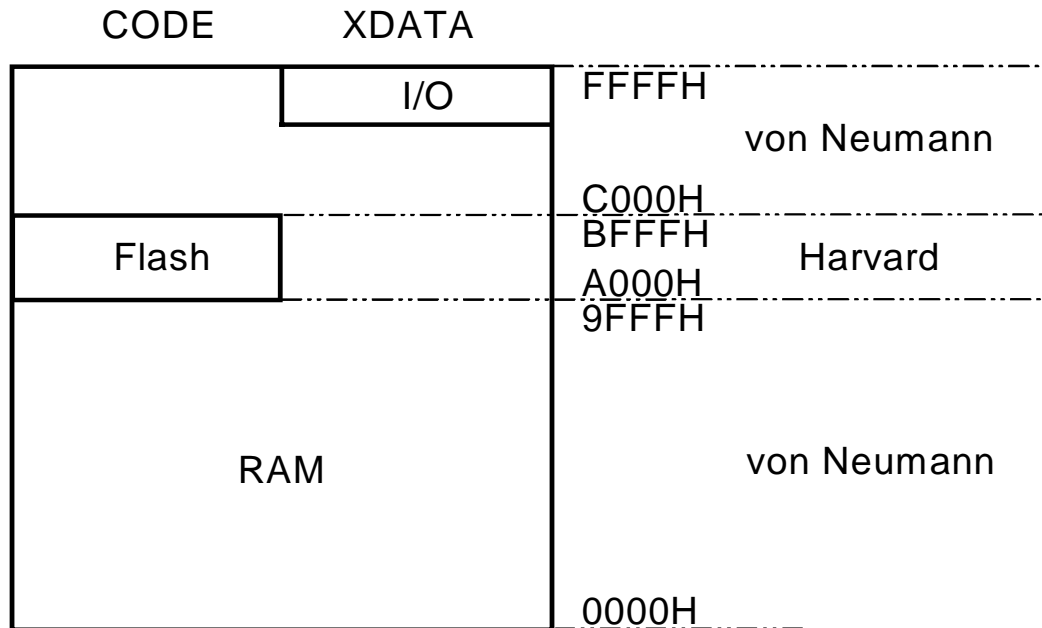 CODE XDATA
I/O
FFFFH
von Neumann
C000H
BFFFH
Flash
Harvard
A000H
9FFFH
RAM
von Neumann
0000H